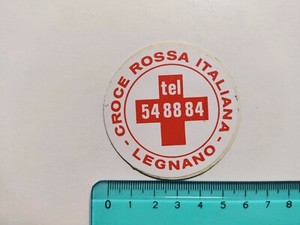 CROCE ROSSA ITALIANA
tel
54 88 84
- LEGNANO -
0 1 2 3 4 5 6 7 8